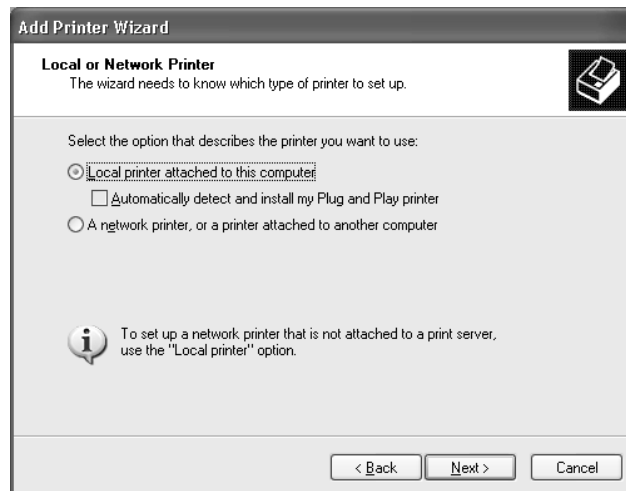 Add Printer Wizard
Local or Network Printer
The wizard needs to know which type of printer to set up.
Select the option that describes the printer you want to use:
Local printer attached to this computer
Automatically detect and install my Plug and Play printer
A network printer, or a printer attached to another computer
To set up a network printer that is not attached to a print server,
use the "Local printer" option.
< Back
Next >
Cancel